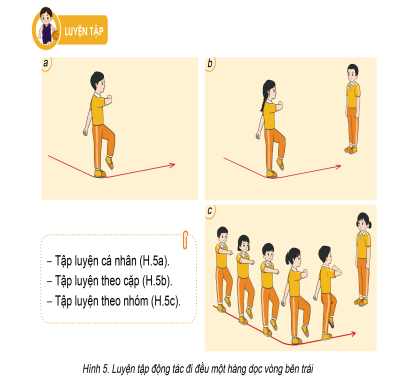 LUYỆN TẬP
a
b
c
– Tập luyện cá nhân (H.5a).
– Tập luyện theo cặp (H.5b).
– Tập luyện theo nhóm (H.5c).
Hình 5. Luyện tập động tác đi đều một hàng dọc vòng bên trái